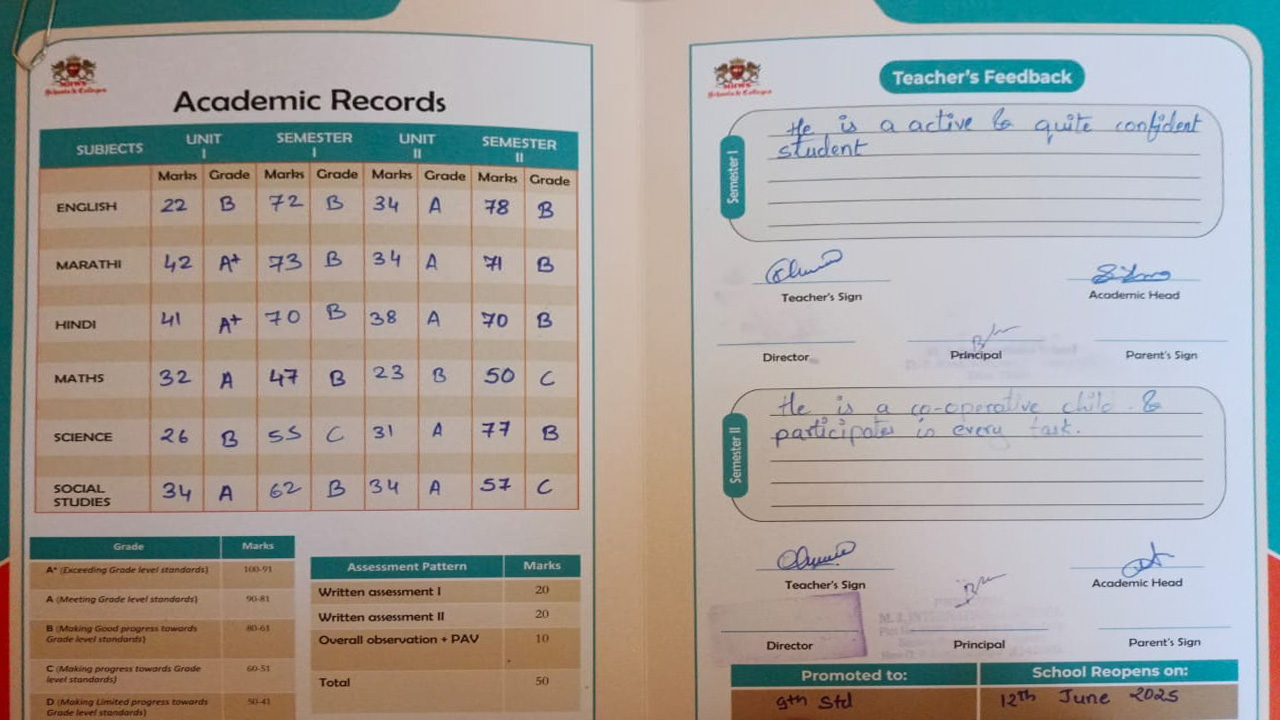 MHWS
Schools & Colleges
Academic Records
SUBJECTS UNIT I SEMESTER I UNIT II SEMESTER II
Marks Grade Marks Grade Marks Grade Marks Grade
ENGLISH 22 B 72 B 34 A 78 B
MARATHI 42 A+ 73 B 34 A 71 B
HINDI 41 A+ 70 B 38 A 70 B
MATHS 32 A 47 B 23 B 50 C
SCIENCE 26 B 55 C 31 A 77 B
SOCIAL STUDIES 34 A 62 B 34 A 57 C
Grade Marks
A+ (Exceeding Grade level standards) 100-91
A (Meeting Grade level standards) 90-81
B (Making Good progress towards Grade level standards) 80-61
C (Making progress towards Grade level standards) 60-51
D (Making Limited progress towards Grade level standards) 50-41
Assessment Pattern Marks
Written assessment I 20
Written assessment II 20
Overall observation + PAV 10
Total 50
Schools & Colleges
Teacher's Feedback
Semester I
He is a active & quite confident
student
Teacher's Sign Academic Head
Director Principal Parent's Sign
Semester II
He is a co-operative child &
participates in every task.
Teacher's Sign Academic Head
Director Principal Parent's Sign
Promoted to: School Reopens on:
9th Std 12th June 2025